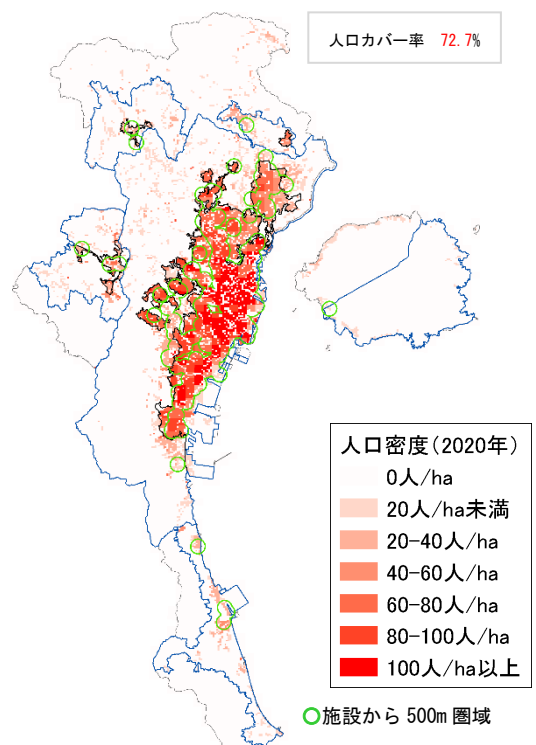 人口カバー率 72.7%
人口密度(2020年)
0人/ha
20人/ha未満
20-40人/ha
40-60人/ha
60-80人/ha
80-100人/ha
100人/ha以上
施設から500m圏域